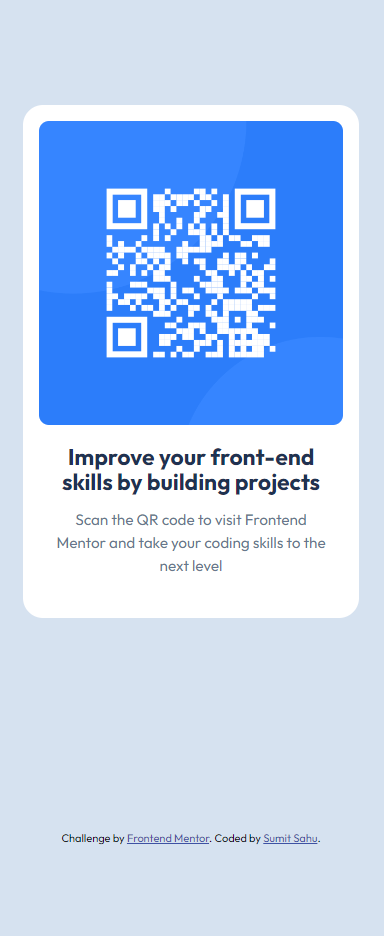 Improve your front-end
skills by building projects
Scan the QR code to visit Frontend
Mentor and take your coding skills to the
next level
Challenge by Frontend Mentor. Coded by Sumit Sahu.